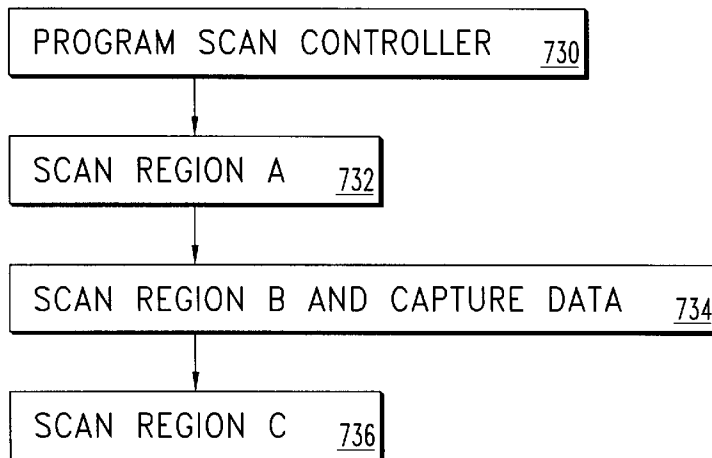 PROGRAM SCAN CONTROLLER 730
SCAN REGION A 732
SCAN REGION B AND CAPTURE DATA 734
SCAN REGION C 736